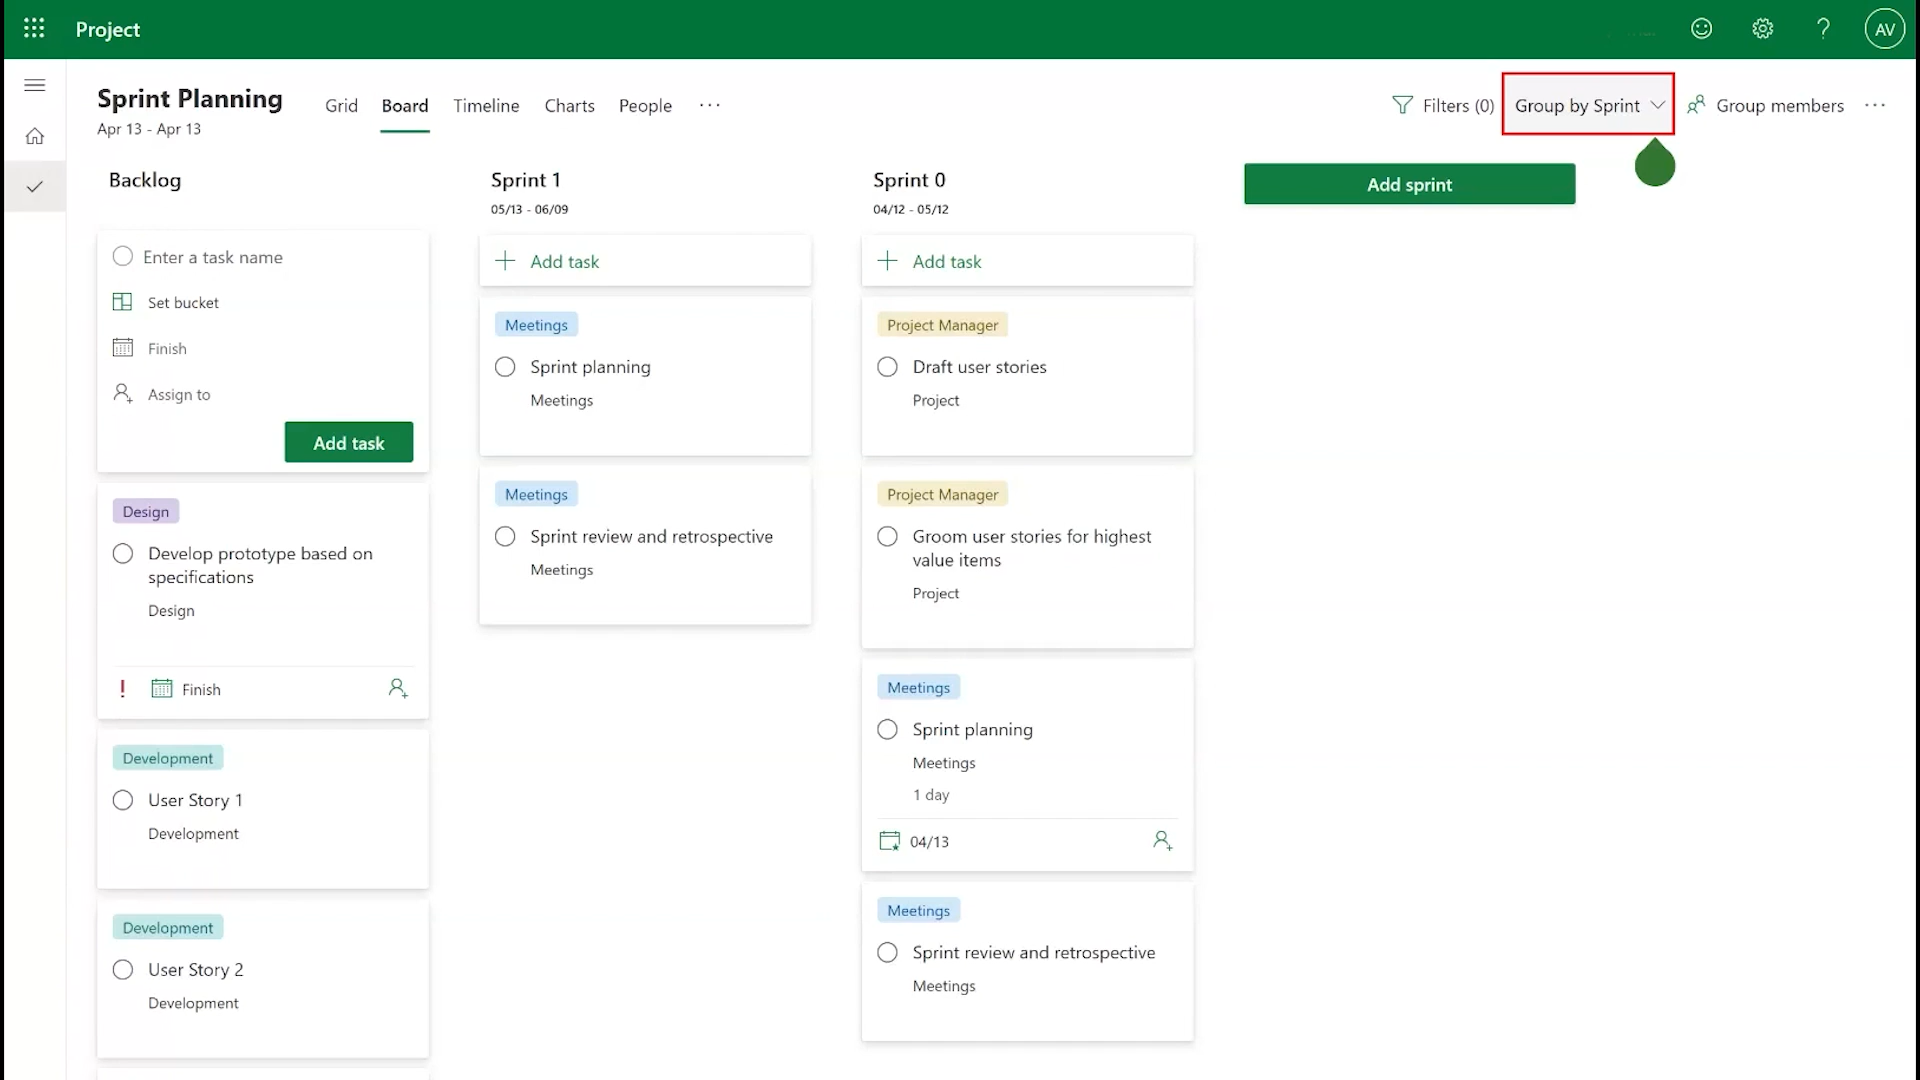 Project
AV
Sprint Planning
Apr 13 - Apr 13
Grid
Board
Timeline
Charts
People
Filters (0)
Group by Sprint
Group members
Backlog
Enter a task name
Set bucket
Finish
Assign to
Add task
Design
Develop prototype based on
specifications
Design
Finish
Development
User Story 1
Development
Development
User Story 2
Development
Sprint 1
05/13 - 06/09
Add task
Meetings
Sprint planning
Meetings
Meetings
Sprint review and retrospective
Meetings
Sprint 0
04/12 - 05/12
Add task
Project Manager
Draft user stories
Project
Project Manager
Groom user stories for highest
value items
Project
Meetings
Sprint planning
Meetings
1 day
04/13
Meetings
Sprint review and retrospective
Meetings
Add sprint